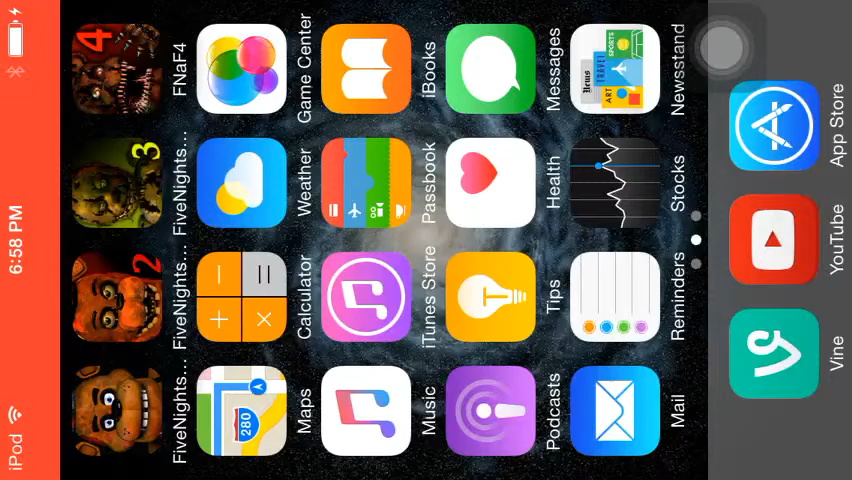 iPod 6:58 PM
FiveNights... FiveNights... FiveNights... FNaF4
2 3 4
Maps Calculator Weather Game Center
280
Music iTunes Store Passbook iBooks
Podcasts Tips Health Messages
News
ART TRAVEL SPORTS
Mail Reminders Stocks Newsstand
Vine YouTube App Store